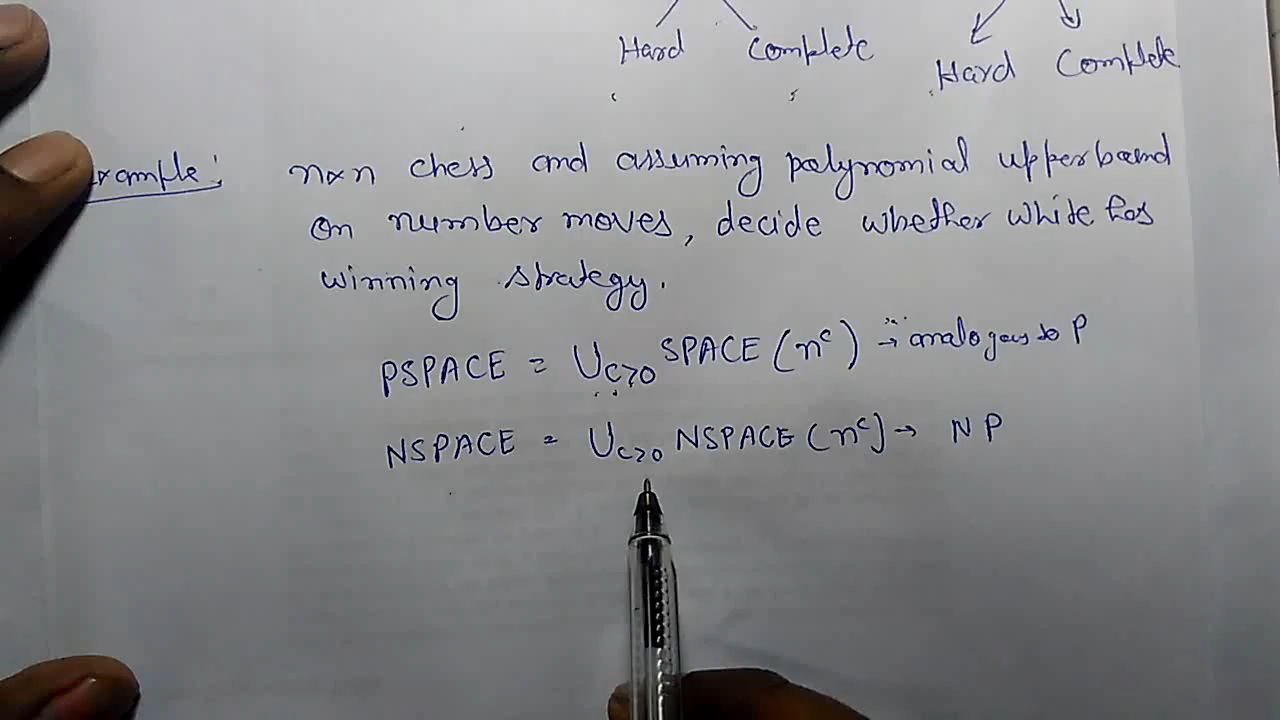 Hard Complete Hard Complete
xample: n×n chess and assuming polynomial upperbound
on number moves, decide whether white has
winning strategy.
PSPACE = U c>0 SPACE (n^c) → analogous to P
NSPACE = U c>0 NSPACE (n^c) → NP